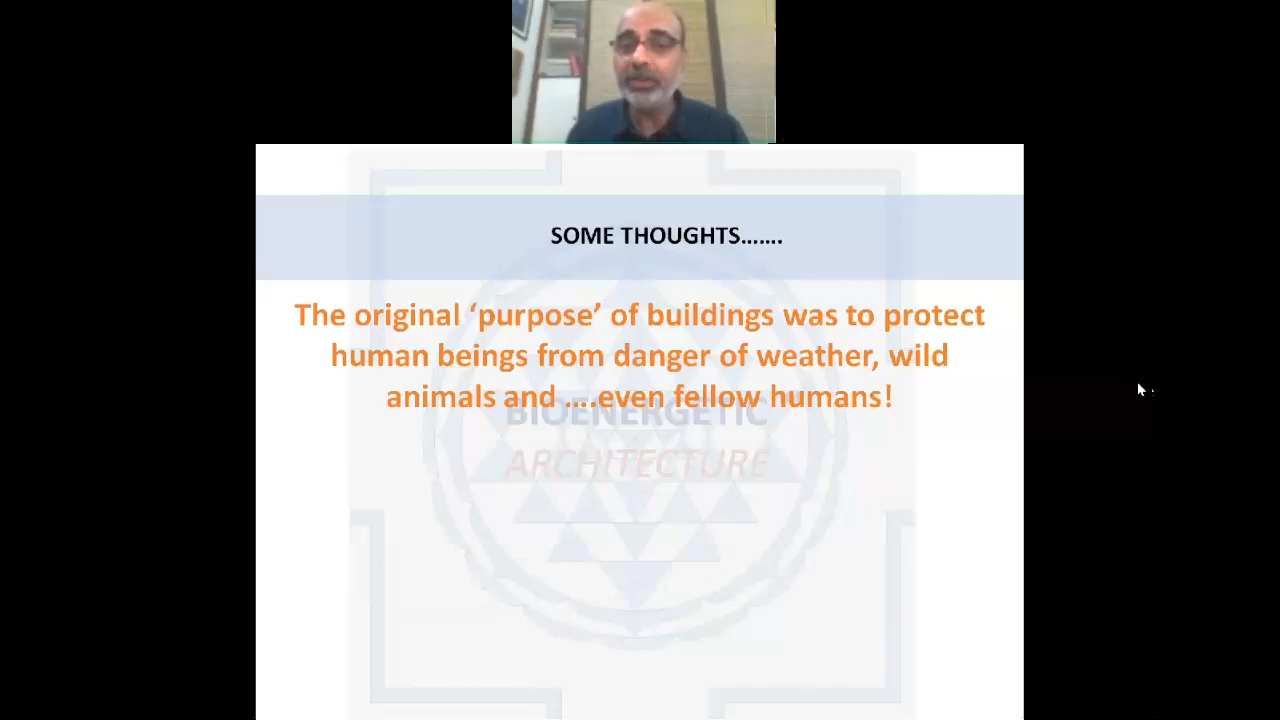 SOME THOUGHTS.......
The original ‘purpose’ of buildings was to protect
human beings from danger of weather, wild
animals and ….even fellow humans!
BIOENERGETIC
ARCHITECTURE